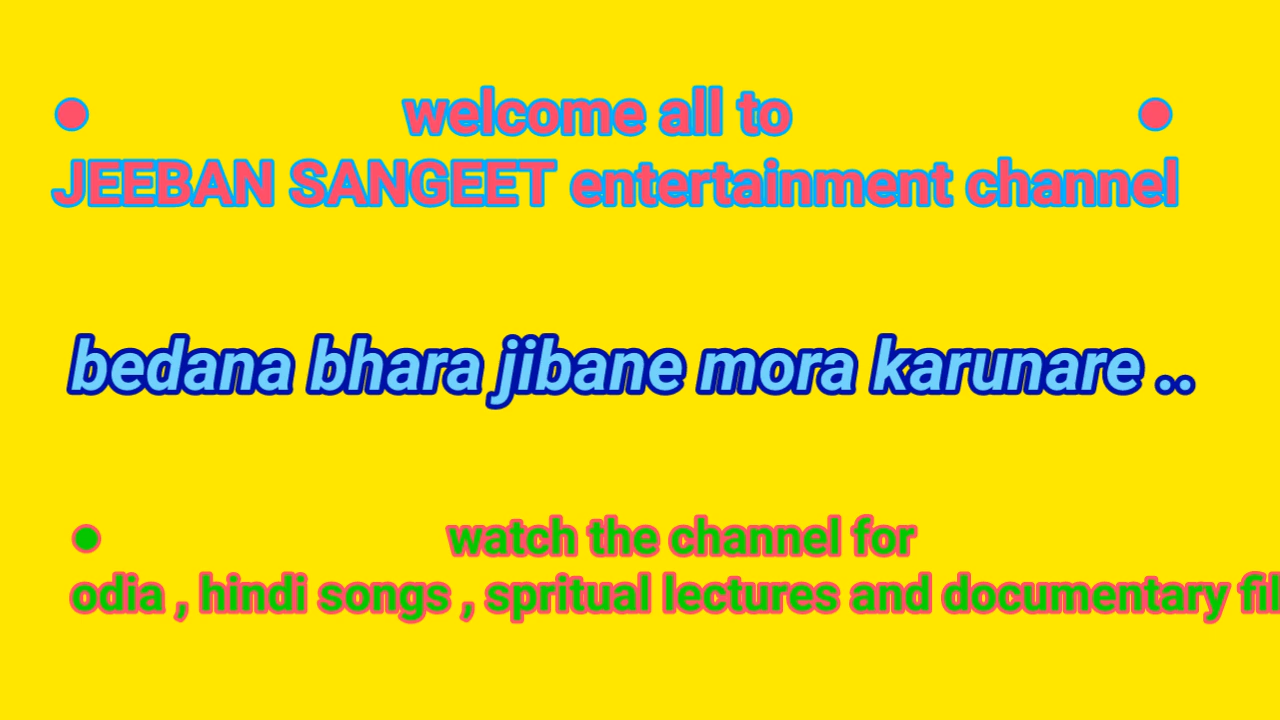 ● welcome all to ●
JEEBAN SANGEET entertainment channel
bedana bhara jibane mora karunare ..
● watch the channel for
odia , hindi songs , spritual lectures and documentary